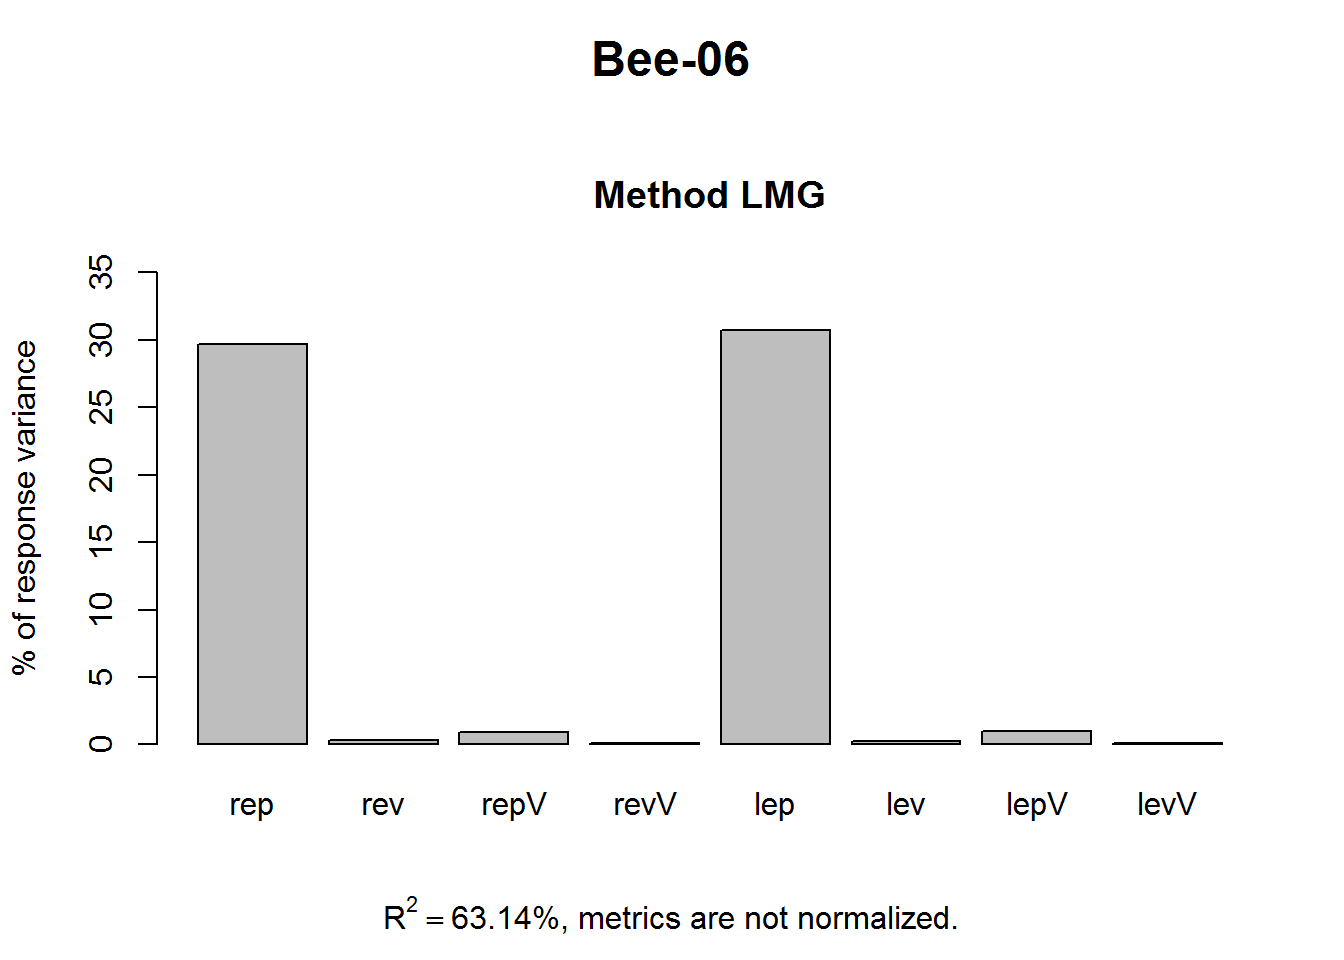 Bee-06
Method LMG
% of response variance
35
30
25
20
15
10
5
0
rep rev repV revV lep lev lepV levV
R² = 63.14%, metrics are not normalized.